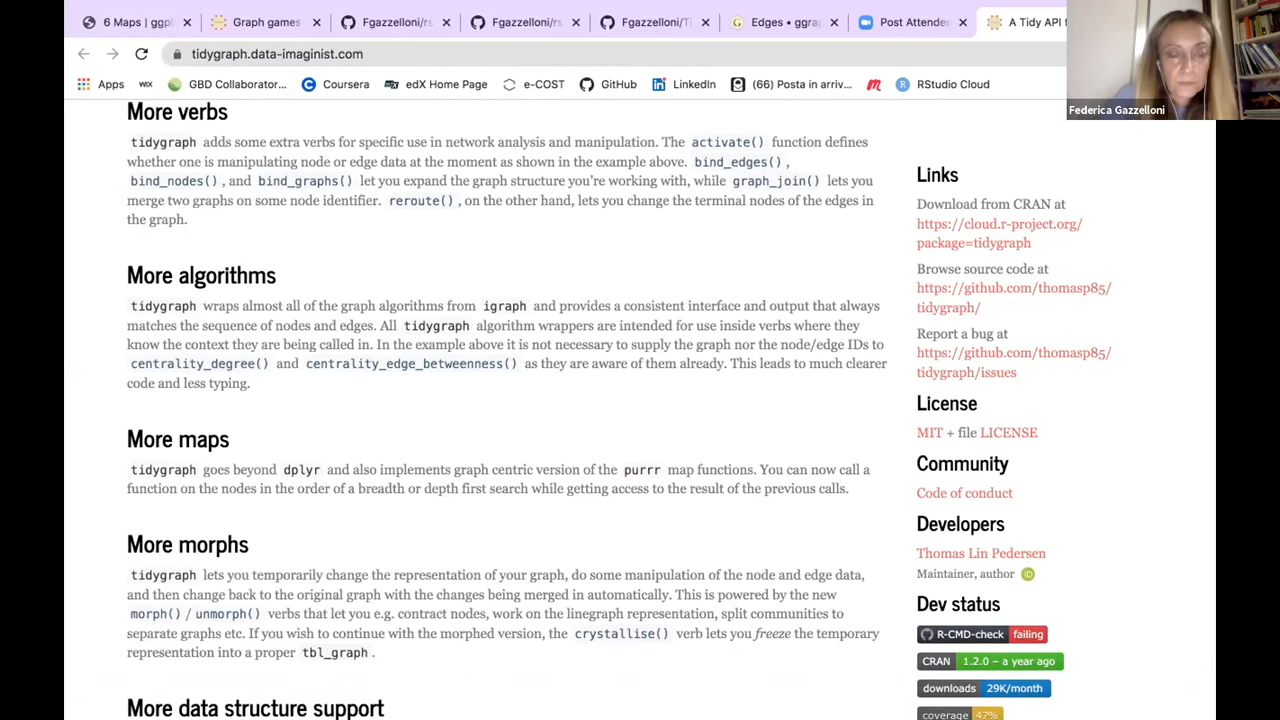 6 Maps | ggpl
Graph games
Fgazzelloni/rs
Fgazzelloni/rs
Fgazzelloni/Ti
Edges • ggra
Post Attende
A Tidy API f
tidygraph.data-imaginist.com
Apps
WIX
GBD Collaborator...
Coursera
edX
edX Home Page
e-COST
GitHub
in
LinkedIn
(66) Posta in arriv...
R
RStudio Cloud
Federica Gazzelloni
More verbs
tidygraph adds some extra verbs for specific use in network analysis and manipulation. The activate() function defines
whether one is manipulating node or edge data at the moment as shown in the example above. bind_edges(),
bind_nodes(), and bind_graphs() let you expand the graph structure you're working with, while graph_join() lets you
merge two graphs on some node identifier. reroute(), on the other hand, lets you change the terminal nodes of the edges in
the graph.
More algorithms
tidygraph wraps almost all of the graph algorithms from igraph and provides a consistent interface and output that always
matches the sequence of nodes and edges. All tidygraph algorithm wrappers are intended for use inside verbs where they
know the context they are being called in. In the example above it is not necessary to supply the graph nor the node/edge IDs to
centrality_degree() and centrality_edge_betweenness() as they are aware of them already. This leads to much clearer
code and less typing.
More maps
tidygraph goes beyond dplyr and also implements graph centric version of the purrr map functions. You can now call a
function on the nodes in the order of a breadth or depth first search while getting access to the result of the previous calls.
More morphs
tidygraph lets you temporarily change the representation of your graph, do some manipulation of the node and edge data,
and then change back to the original graph with the changes being merged in automatically. This is powered by the new
morph()/unmorph() verbs that let you e.g. contract nodes, work on the linegraph representation, split communities to
separate graphs etc. If you wish to continue with the morphed version, the crystallise() verb lets you freeze the temporary
representation into a proper tbl_graph.
More data structure support
Links
Download from CRAN at
https://cloud.r-project.org/
package=tidygraph
Browse source code at
https://github.com/thomasp85/
tidygraph/
Report a bug at
https://github.com/thomasp85/
tidygraph/issues
License
MIT + file LICENSE
Community
Code of conduct
Developers
Thomas Lin Pedersen
Maintainer, author iD
Dev status
R-CMD-check failing
CRAN 1.2.0 – a year ago
downloads 29K/month
coverage 47%